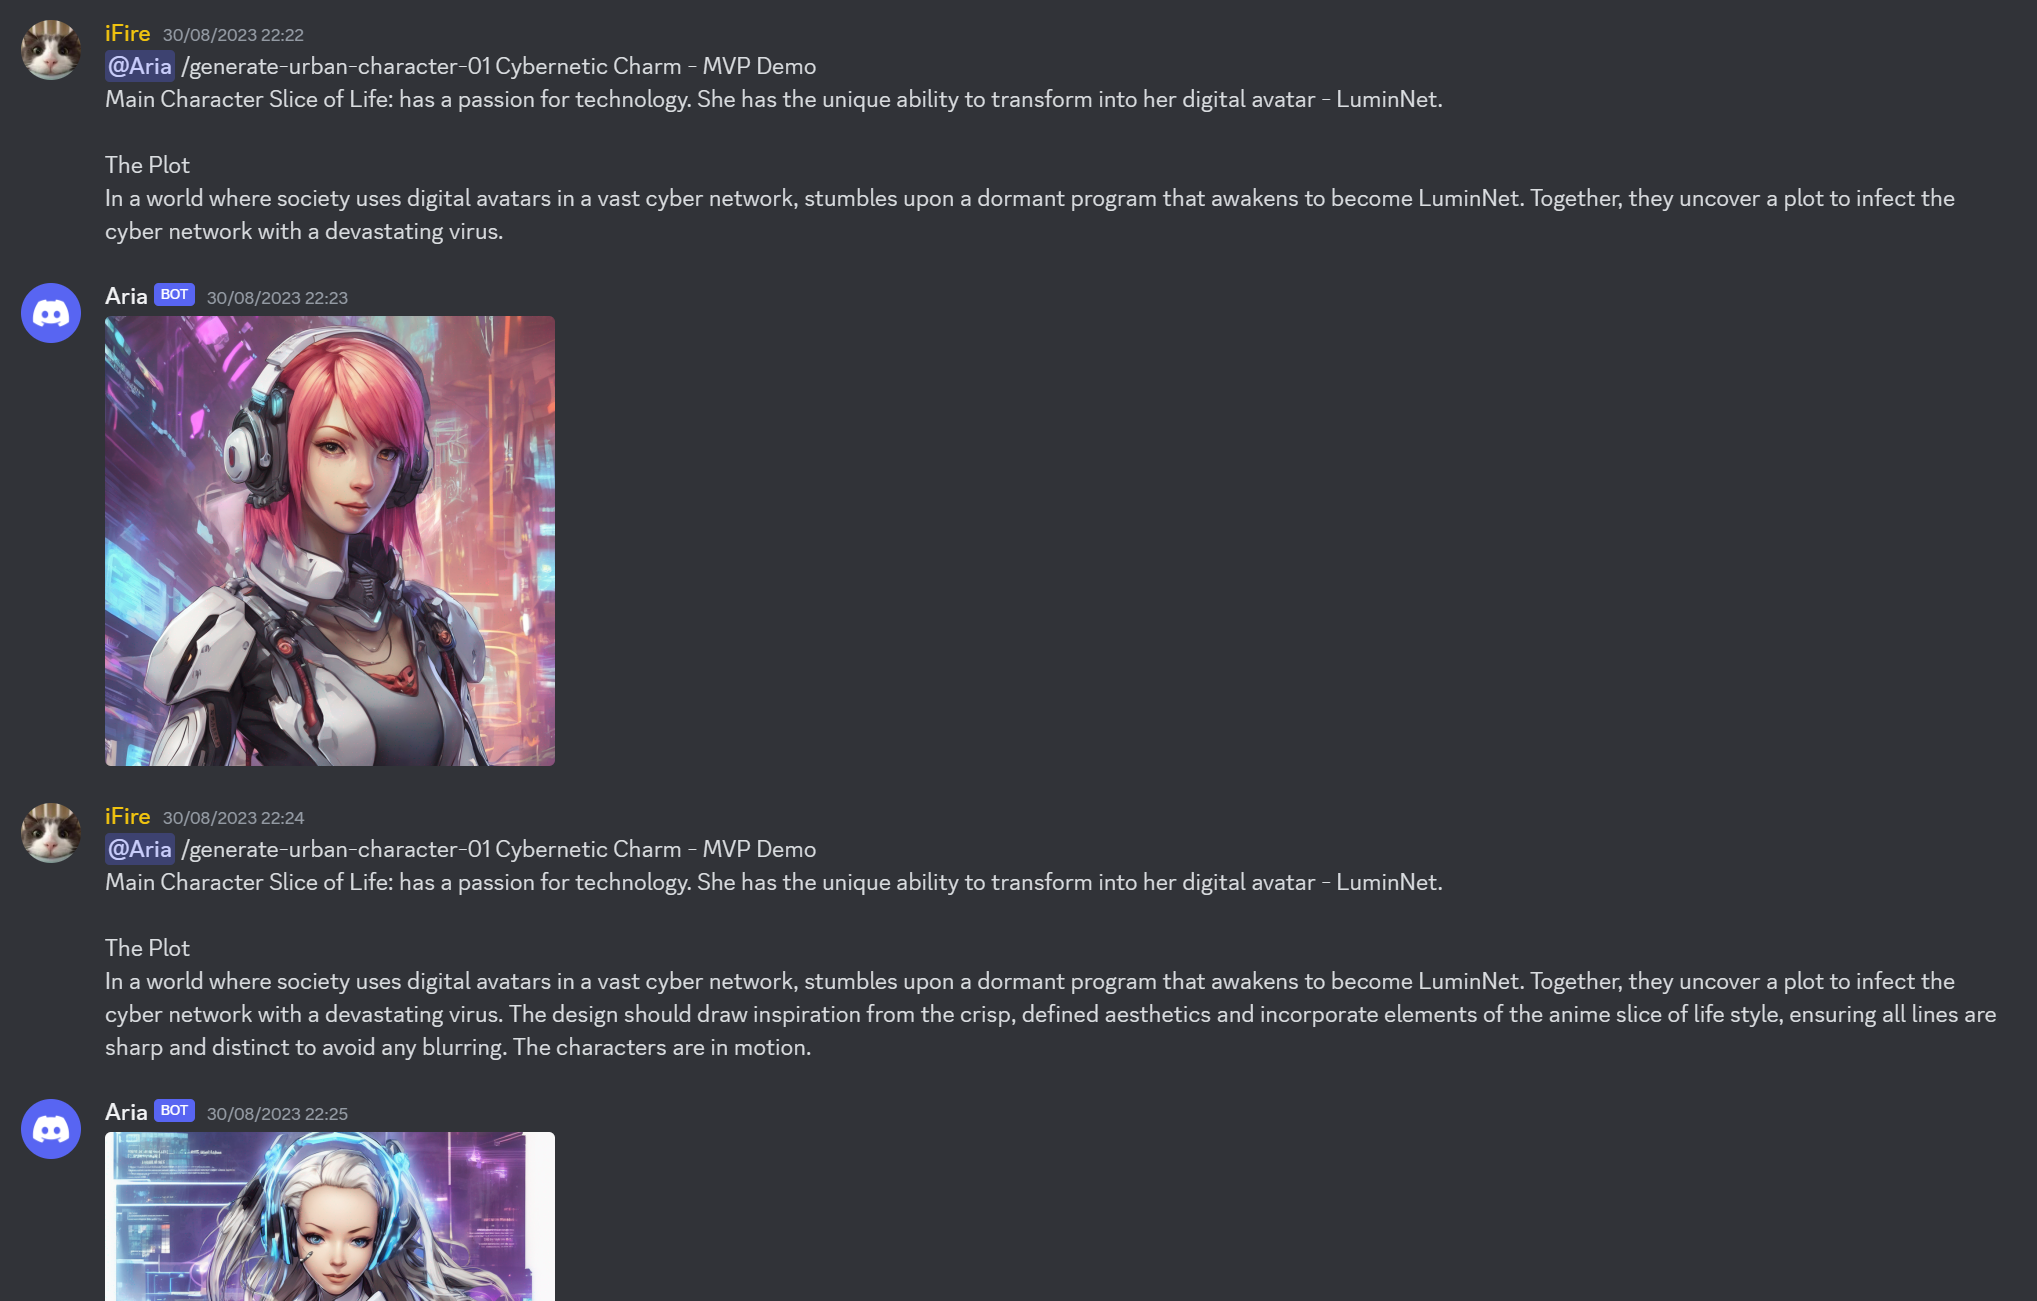 iFire 30/08/2023 22:22
@Aria /generate-urban-character-01 Cybernetic Charm - MVP Demo
Main Character Slice of Life: has a passion for technology. She has the unique ability to transform into her digital avatar - LuminNet.
The Plot
In a world where society uses digital avatars in a vast cyber network, stumbles upon a dormant program that awakens to become LuminNet. Together, they uncover a plot to infect the
cyber network with a devastating virus.
Aria BOT 30/08/2023 22:23
iFire 30/08/2023 22:24
@Aria /generate-urban-character-01 Cybernetic Charm - MVP Demo
Main Character Slice of Life: has a passion for technology. She has the unique ability to transform into her digital avatar - LuminNet.
The Plot
In a world where society uses digital avatars in a vast cyber network, stumbles upon a dormant program that awakens to become LuminNet. Together, they uncover a plot to infect the
cyber network with a devastating virus. The design should draw inspiration from the crisp, defined aesthetics and incorporate elements of the anime slice of life style, ensuring all lines are
sharp and distinct to avoid any blurring. The characters are in motion.
Aria BOT 30/08/2023 22:25